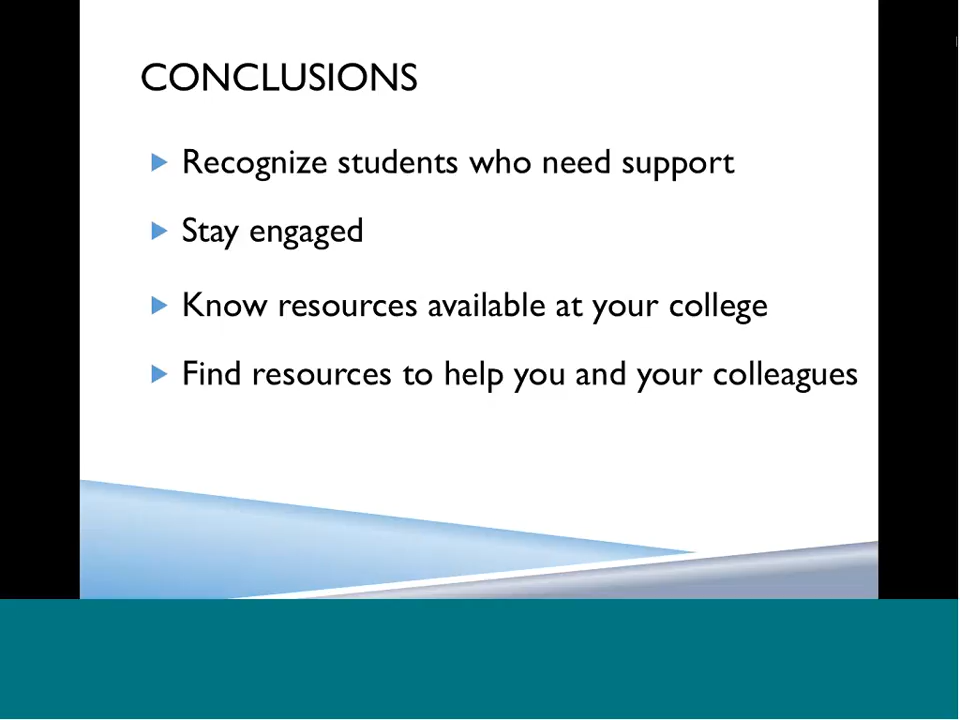 CONCLUSIONS
Recognize students who need support
Stay engaged
Know resources available at your college
Find resources to help you and your colleagues